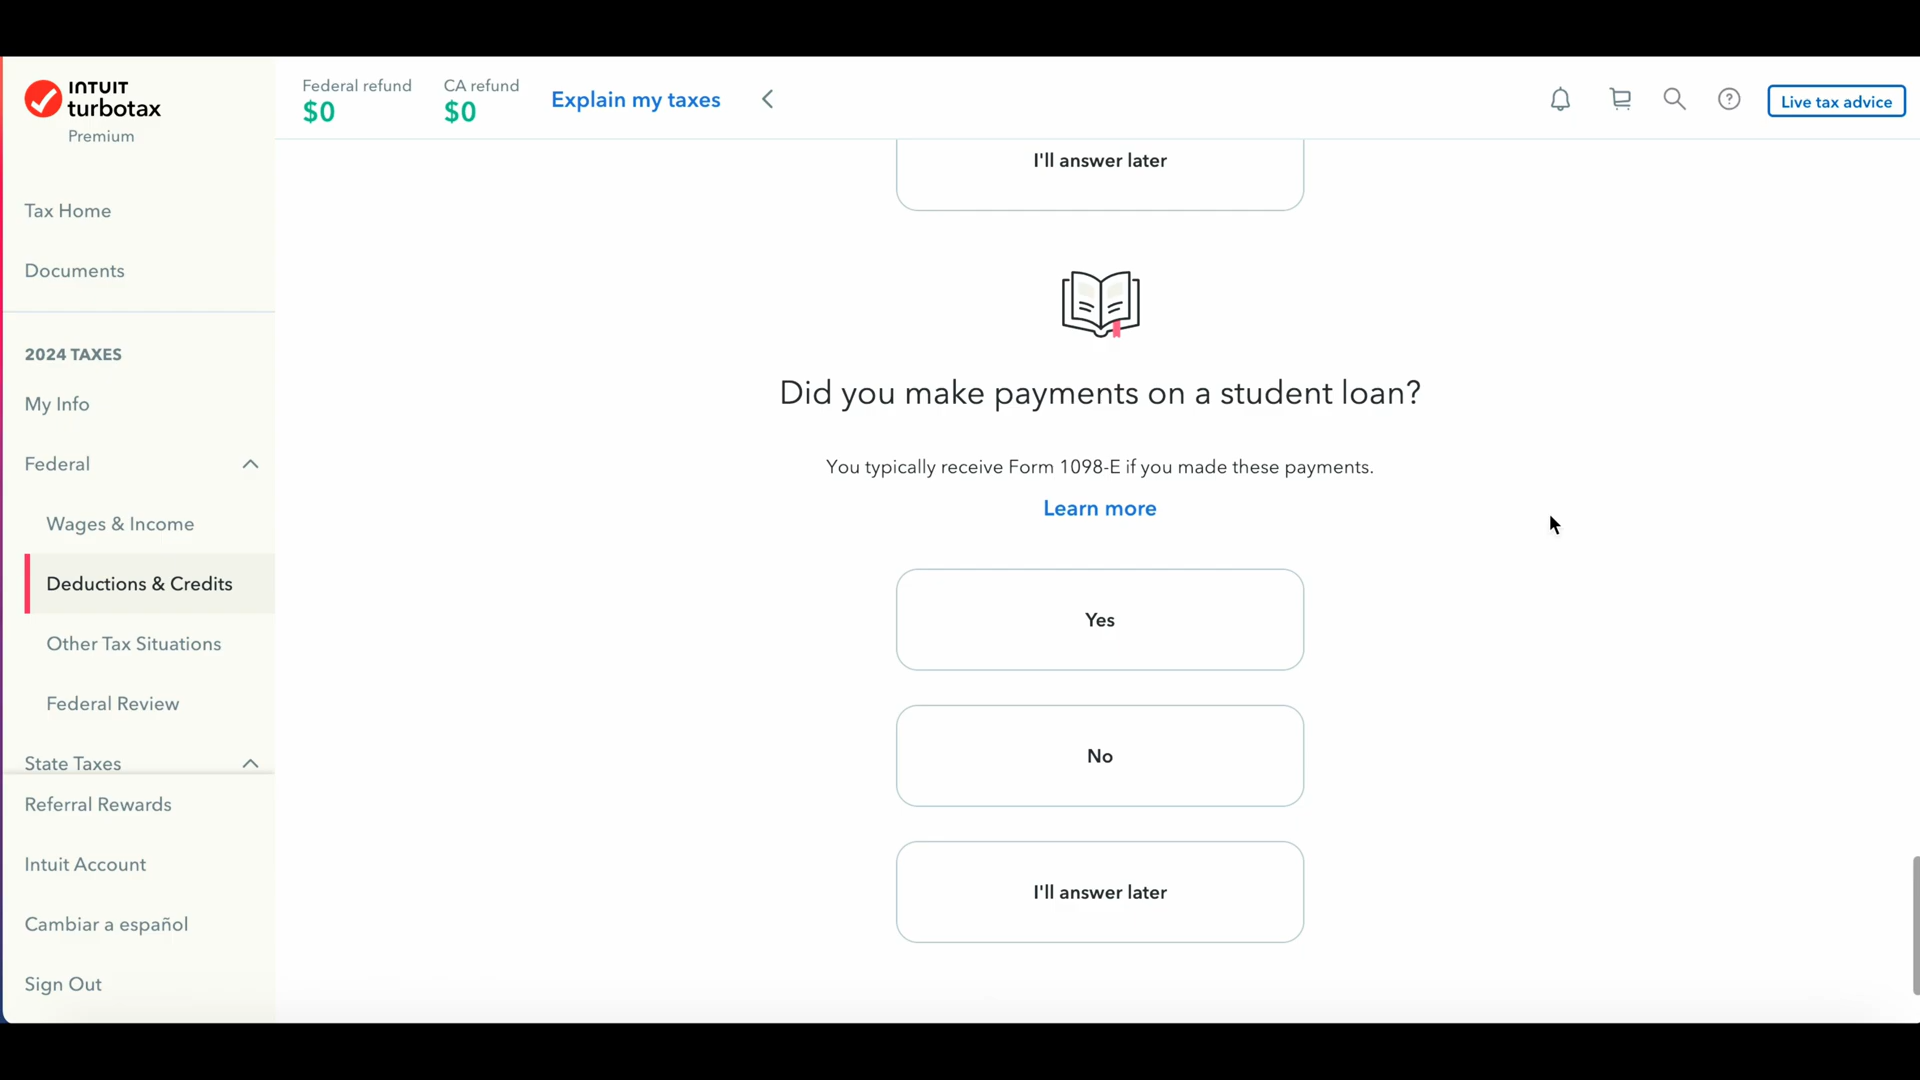 INTUIT
turbotax
Premium
Tax Home
Documents
2024 TAXES
My Info
Federal
Wages & Income
Deductions & Credits
Other Tax Situations
Federal Review
State Taxes
Referral Rewards
Intuit Account
Cambiar a español
Sign Out
Federal refund
$0
CA refund
$0
Explain my taxes
Live tax advice
I'll answer later
Did you make payments on a student loan?
You typically receive Form 1098-E if you made these payments.
Learn more
Yes
No
I'll answer later